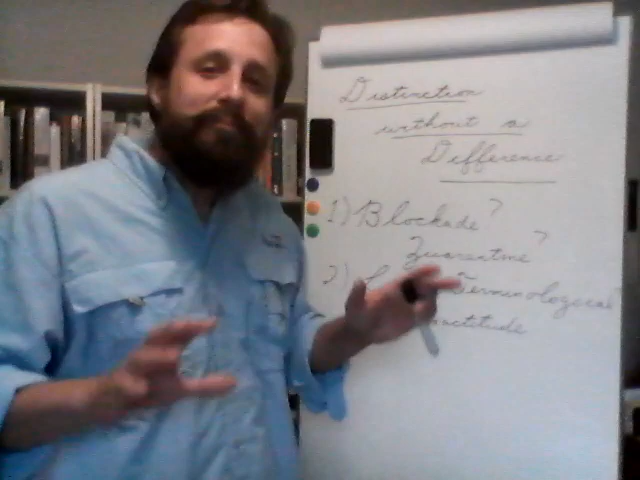 Distinction
without a
Difference
1) Blockade?
Quarantine?
2) Terminological